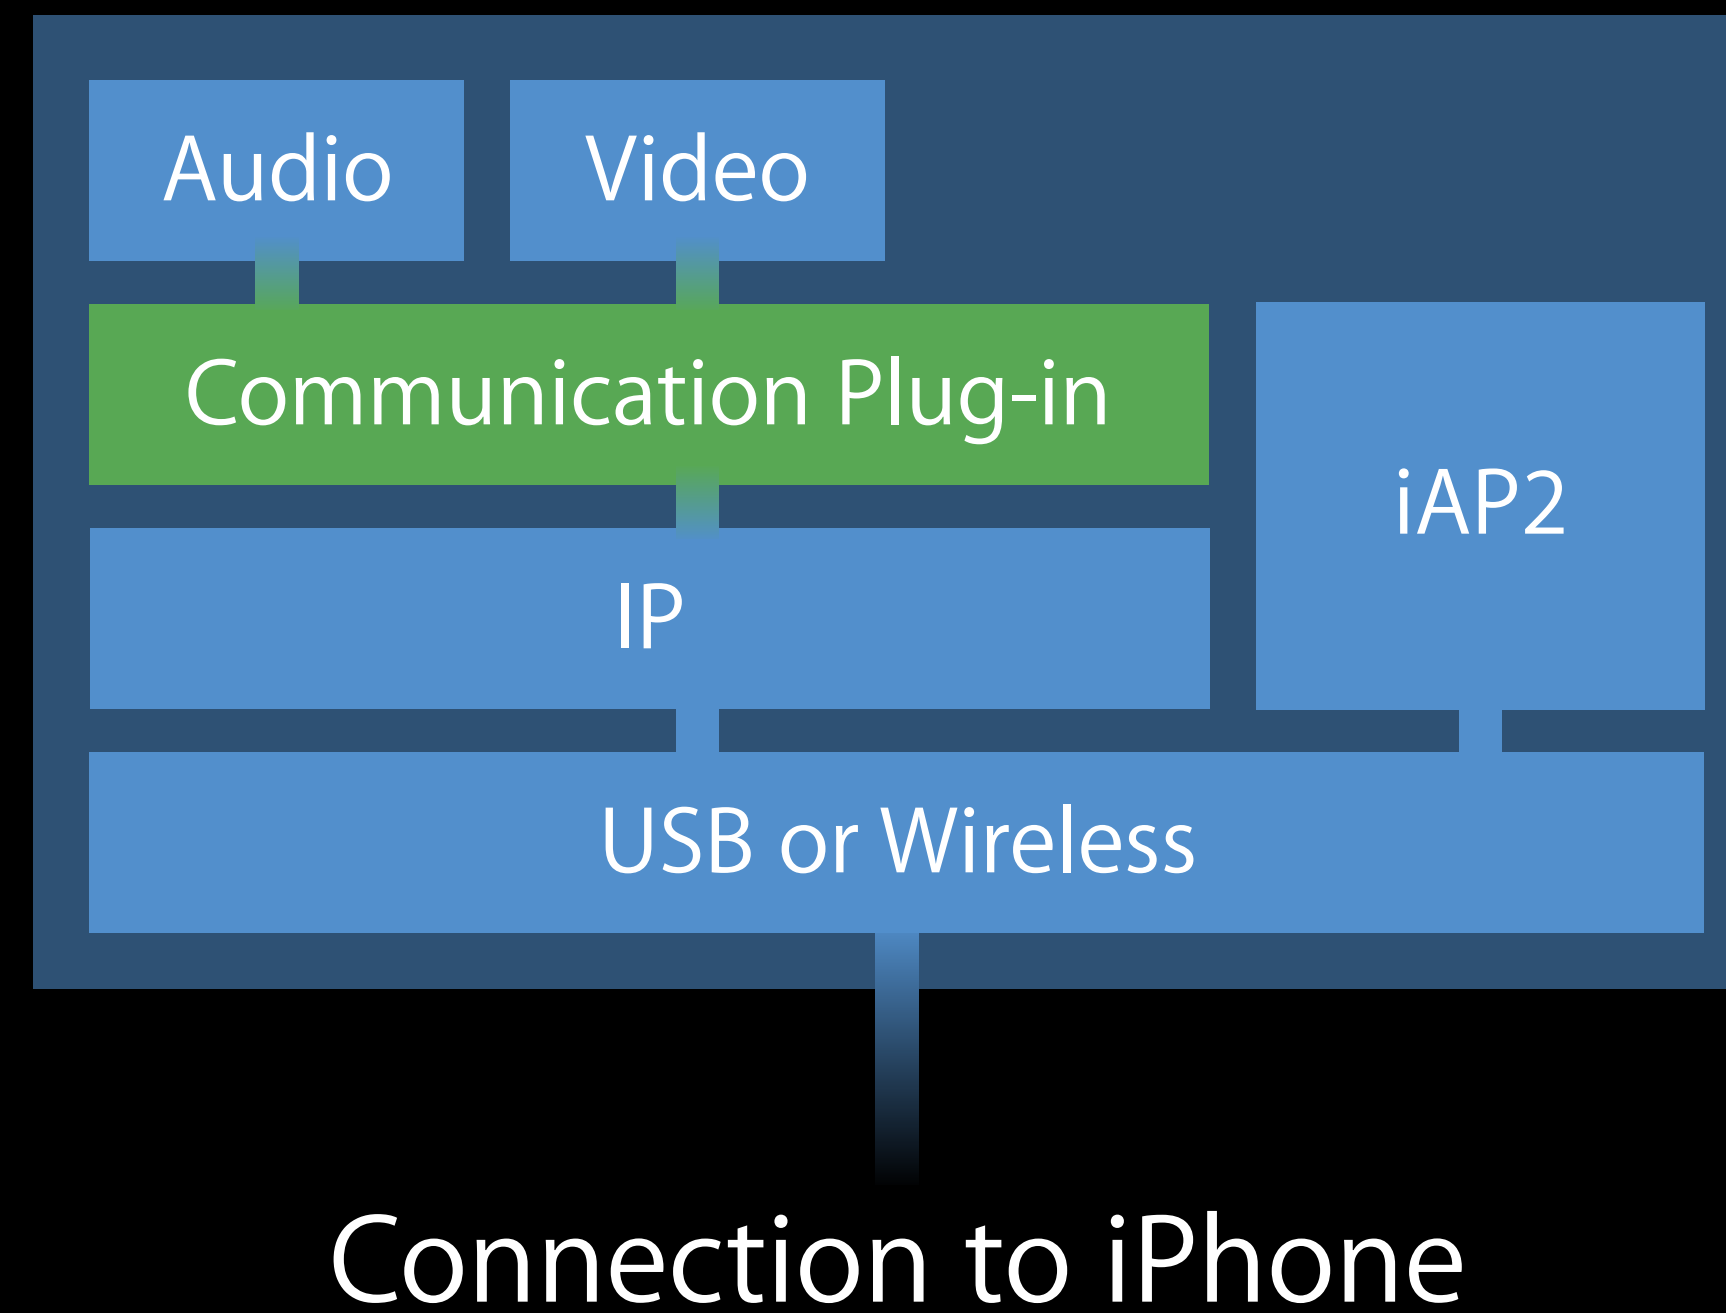 Audio
Video
Communication Plug-in
iAP2
IP
USB or Wireless
Connection to iPhone